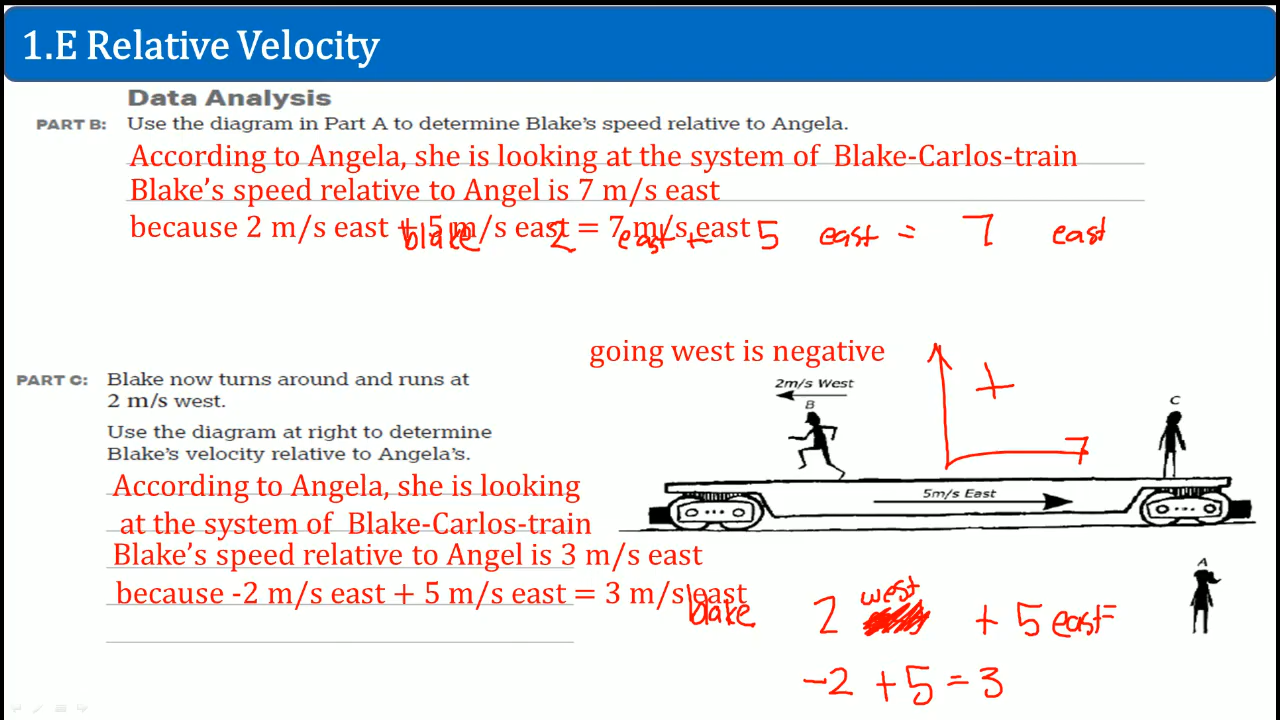 1.E Relative Velocity
Data Analysis
PART B: Use the diagram in Part A to determine Blake's speed relative to Angela.
According to Angela, she is looking at the system of Blake-Carlos-train
Blake's speed relative to Angel is 7 m/s east
because 2 m/s east + 5 m/s east = 7 m/s east
blake 2 east + 5 east = 7 east
going west is negative
+
PART C: Blake now turns around and runs at
2 m/s west.
Use the diagram at right to determine
Blake's velocity relative to Angela's.
2m/s West
B
C
5m/s East
According to Angela, she is looking
at the system of Blake-Carlos-train
Blake's speed relative to Angel is 3 m/s east
because -2 m/s east + 5 m/s east = 3 m/s east
A
blake 2 west + 5 east =
-2 + 5 = 3